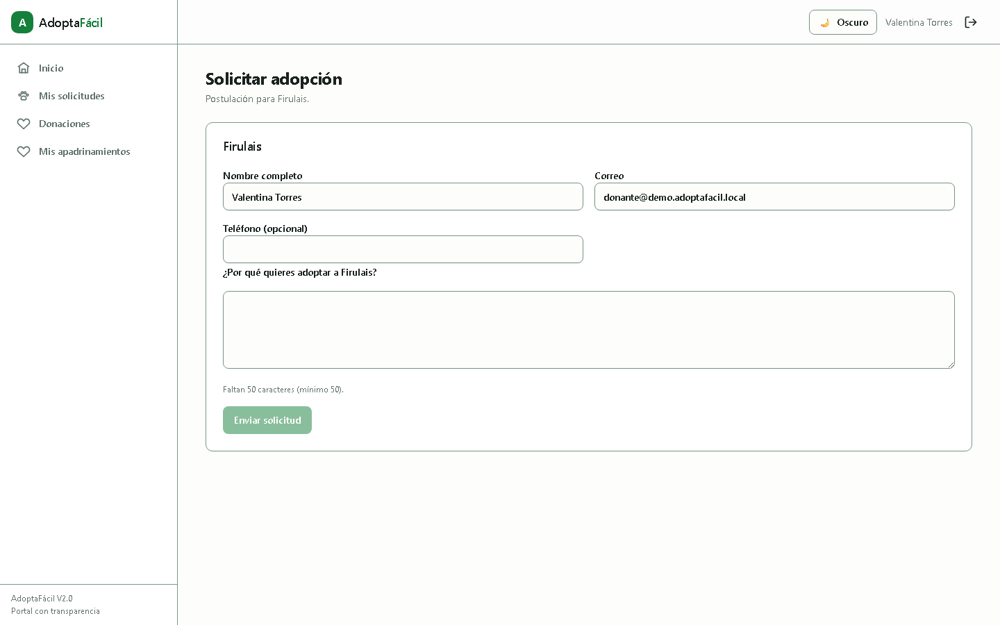 A AdoptaFácil
Oscuro
Valentina Torres
Inicio
Mis solicitudes
Donaciones
Mis apadrinamientos
Solicitar adopción
Postulación para Firulais.
Firulais
Nombre completo
Valentina Torres
Correo
donante@demo.adoptafacil.local
Teléfono (opcional)
¿Por qué quieres adoptar a Firulais?
Faltan 50 caracteres (mínimo 50).
Enviar solicitud
AdoptaFácil V2.0
Portal con transparencia